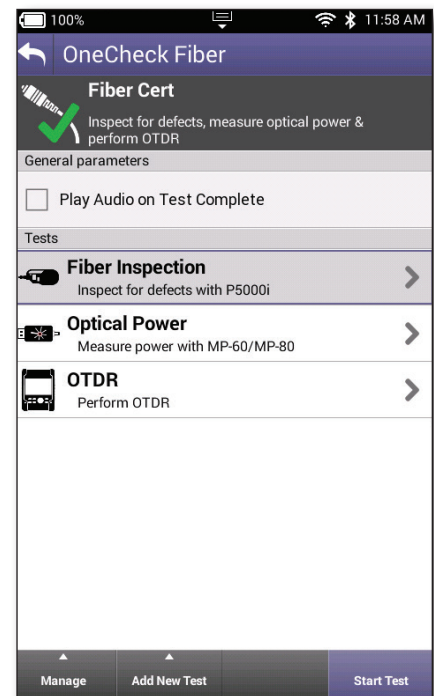 100%
11:58 AM
OneCheck Fiber
Fiber Cert
Inspect for defects, measure optical power &
perform OTDR
General parameters
Play Audio on Test Complete
Tests
Fiber Inspection
Inspect for defects with P5000i
Optical Power
Measure power with MP-60/MP-80
OTDR
Perform OTDR
Manage
Add New Test
Start Test